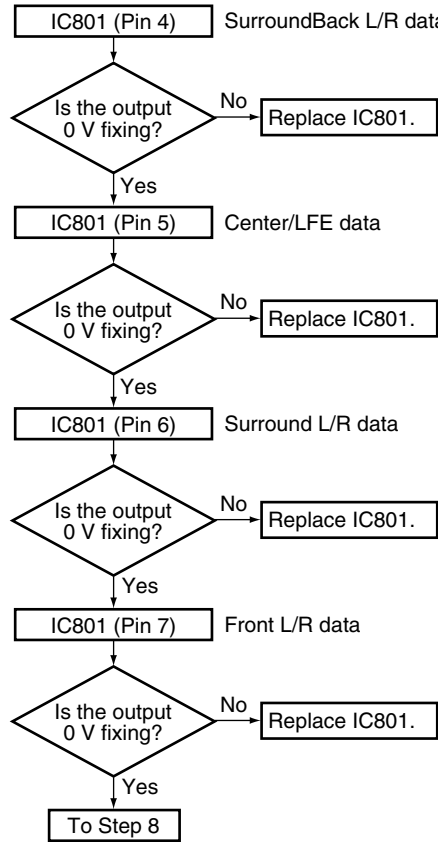 IC801 (Pin 4) SurroundBack L/R data
Is the output
0 V fixing?
No
Replace IC801.
Yes
IC801 (Pin 5) Center/LFE data
Is the output
0 V fixing?
No
Replace IC801.
Yes
IC801 (Pin 6) Surround L/R data
Is the output
0 V fixing?
No
Replace IC801.
Yes
IC801 (Pin 7) Front L/R data
Is the output
0 V fixing?
No
Replace IC801.
Yes
To Step 8